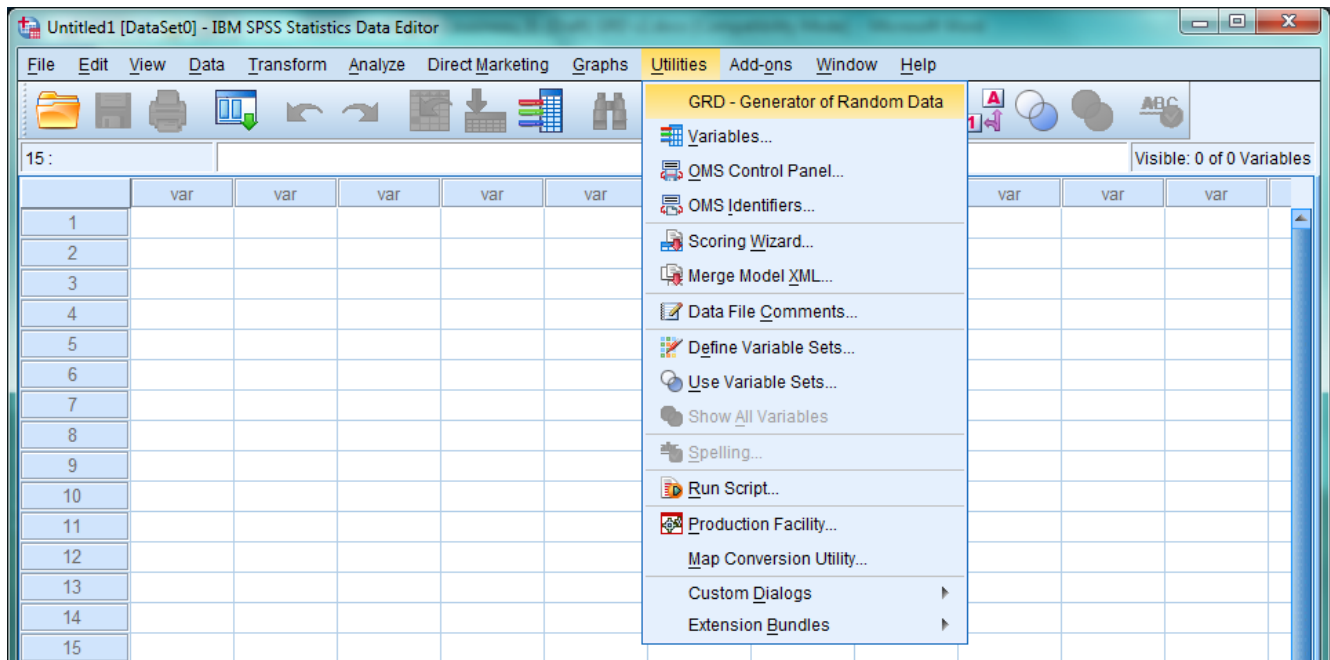 Untitled1 [DataSet0] - IBM SPSS Statistics Data Editor
File Edit View Data Transform Analyze Direct Marketing Graphs Utilities Add-ons Window Help
GRD - Generator of Random Data
A
1
ABC
15 :
Visible: 0 of 0 Variables
Variables...
OMS Control Panel...
OMS Identifiers...
Scoring Wizard...
Merge Model XML...
Data File Comments...
Define Variable Sets...
Use Variable Sets...
Show All Variables
Spelling...
Run Script...
Production Facility...
Map Conversion Utility...
Custom Dialogs
Extension Bundles
var var var var var var var var
1
2
3
4
5
6
7
8
9
10
11
12
13
14
15